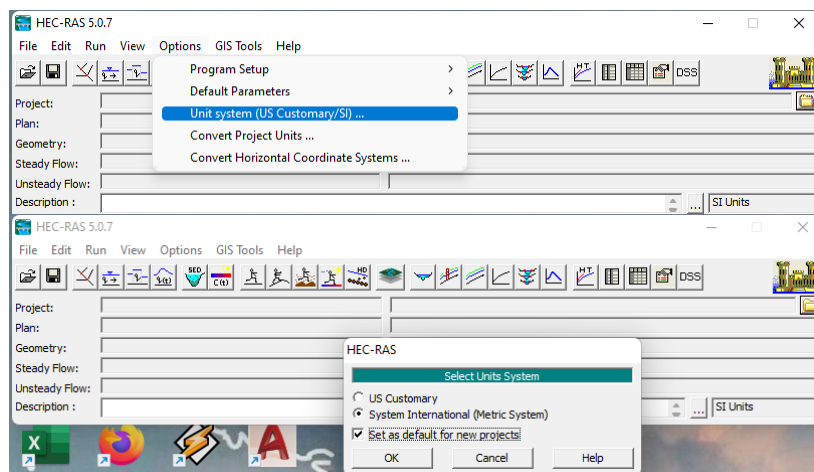 HEC-RAS 5.0.7
File Edit Run View Options GIS Tools Help
Program Setup
Default Parameters
Unit system (US Customary/SI) ...
Convert Project Units ...
Convert Horizontal Coordinate Systems ...
HT
DSS
Project:
Plan:
Geometry:
Steady Flow:
Unsteady Flow:
Description :
... SI Units
HEC-RAS 5.0.7
File Edit Run View Options GIS Tools Help
S(t) SED C(t) HD HT DSS
Project:
Plan:
Geometry:
Steady Flow:
Unsteady Flow:
Description :
... SI Units
HEC-RAS
Select Units System
US Customary
System International (Metric System)
Set as default for new projects
OK Cancel Help
X A